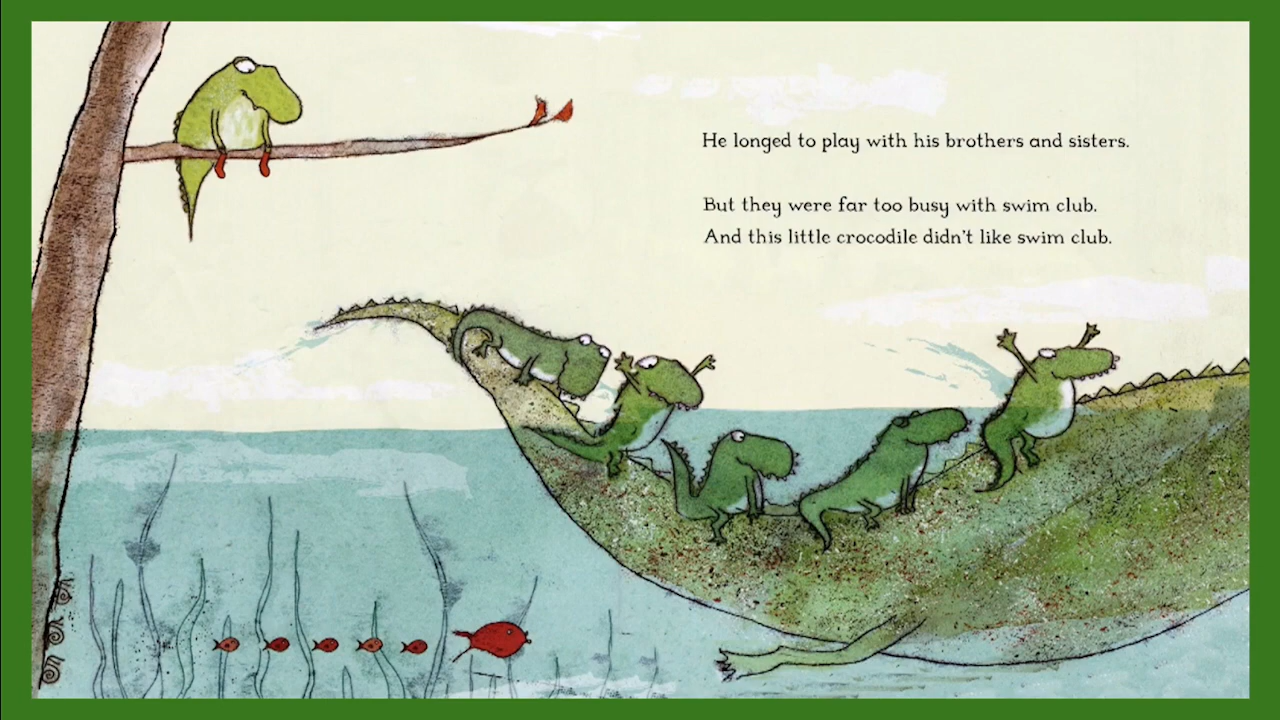 He longed to play with his brothers and sisters.
But they were far too busy with swim club.
And this little crocodile didn't like swim club.